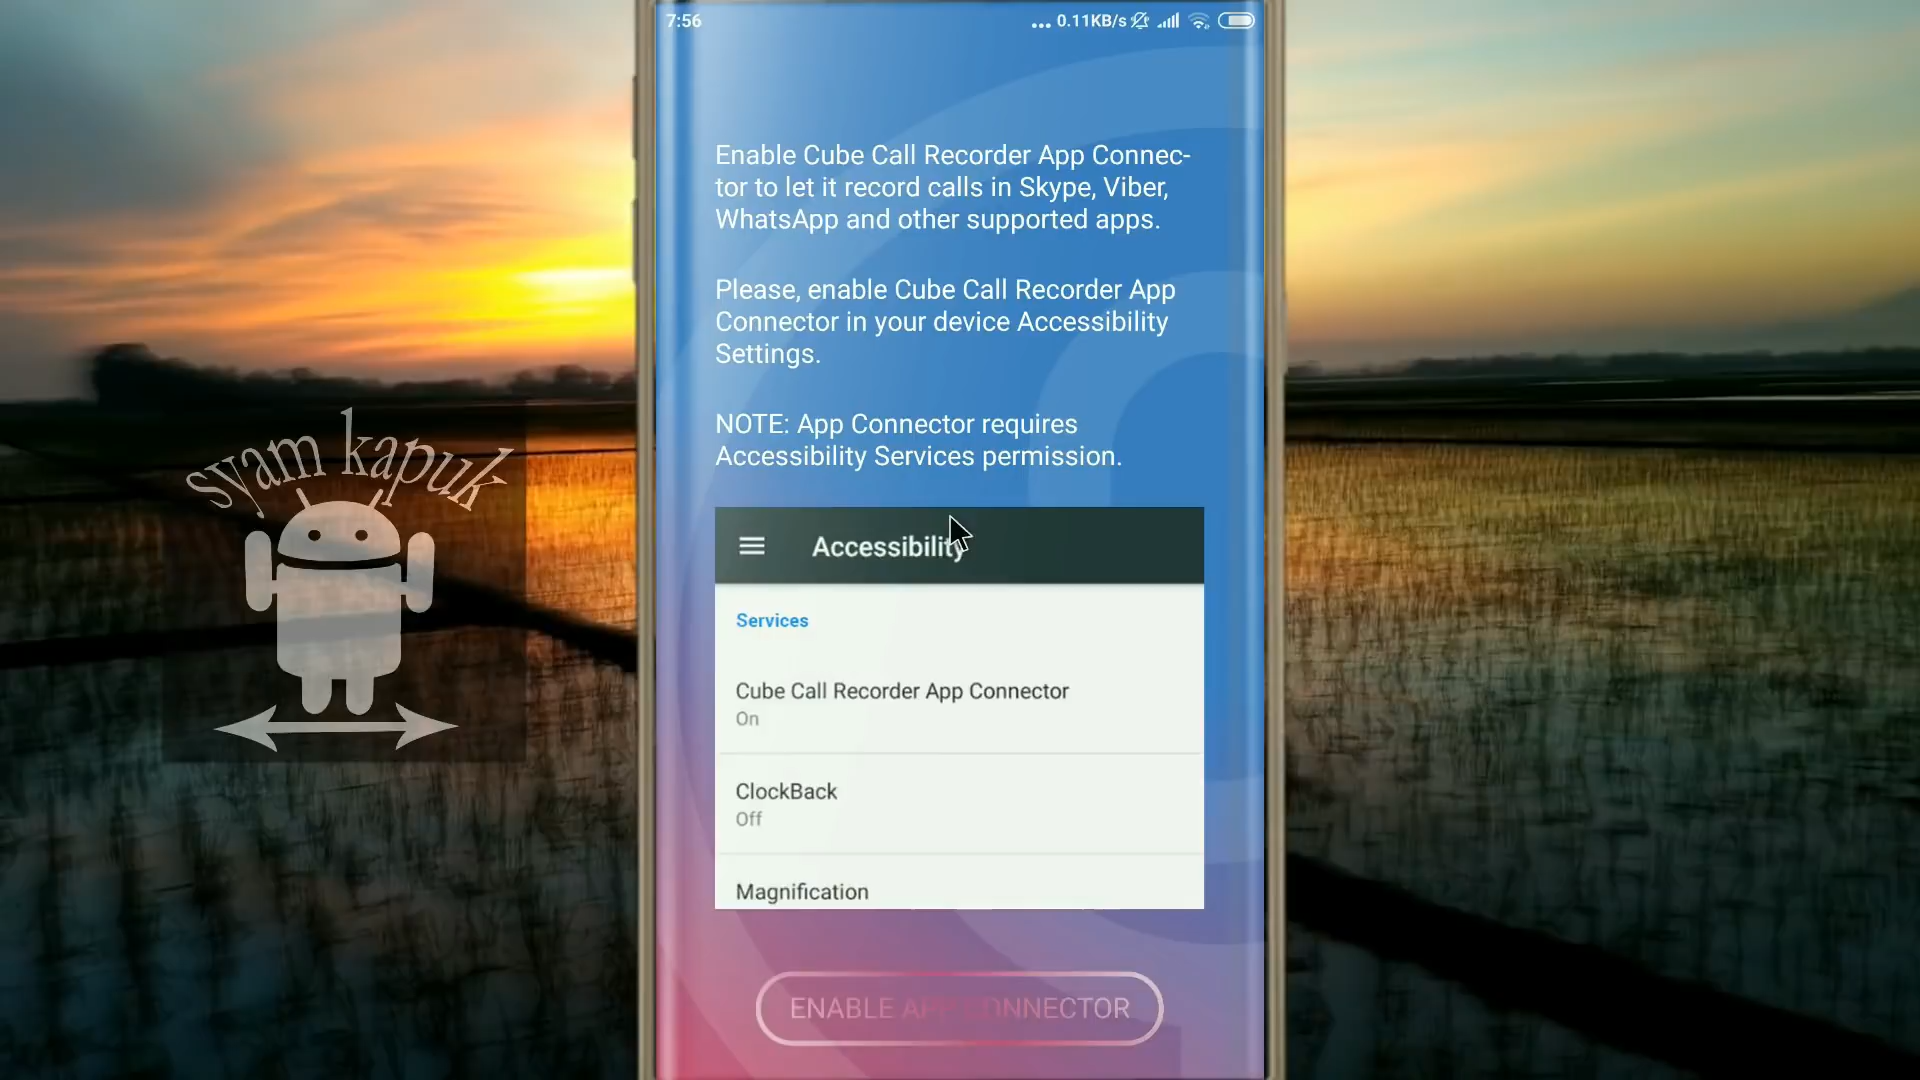 7:56
... 0.11KB/s
Enable Cube Call Recorder App Connec-
tor to let it record calls in Skype, Viber,
WhatsApp and other supported apps.
Please, enable Cube Call Recorder App
Connector in your device Accessibility
Settings.
NOTE: App Connector requires
Accessibility Services permission.
syam kapuk
Accessibility
Services
Cube Call Recorder App Connector
On
ClockBack
Off
Magnification
ENABLE APP CONNECTOR